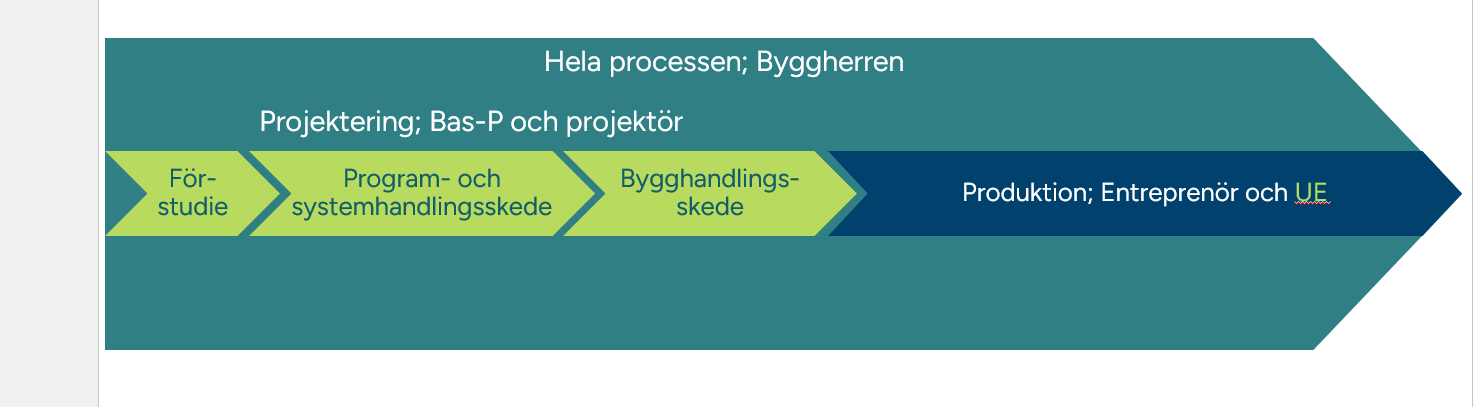 Hela processen; Byggherren
Projektering; Bas-P och projektör
För-
studie
Program- och
systemhandlingsskede
Bygghandlings-
skede
Produktion; Entreprenör och UE